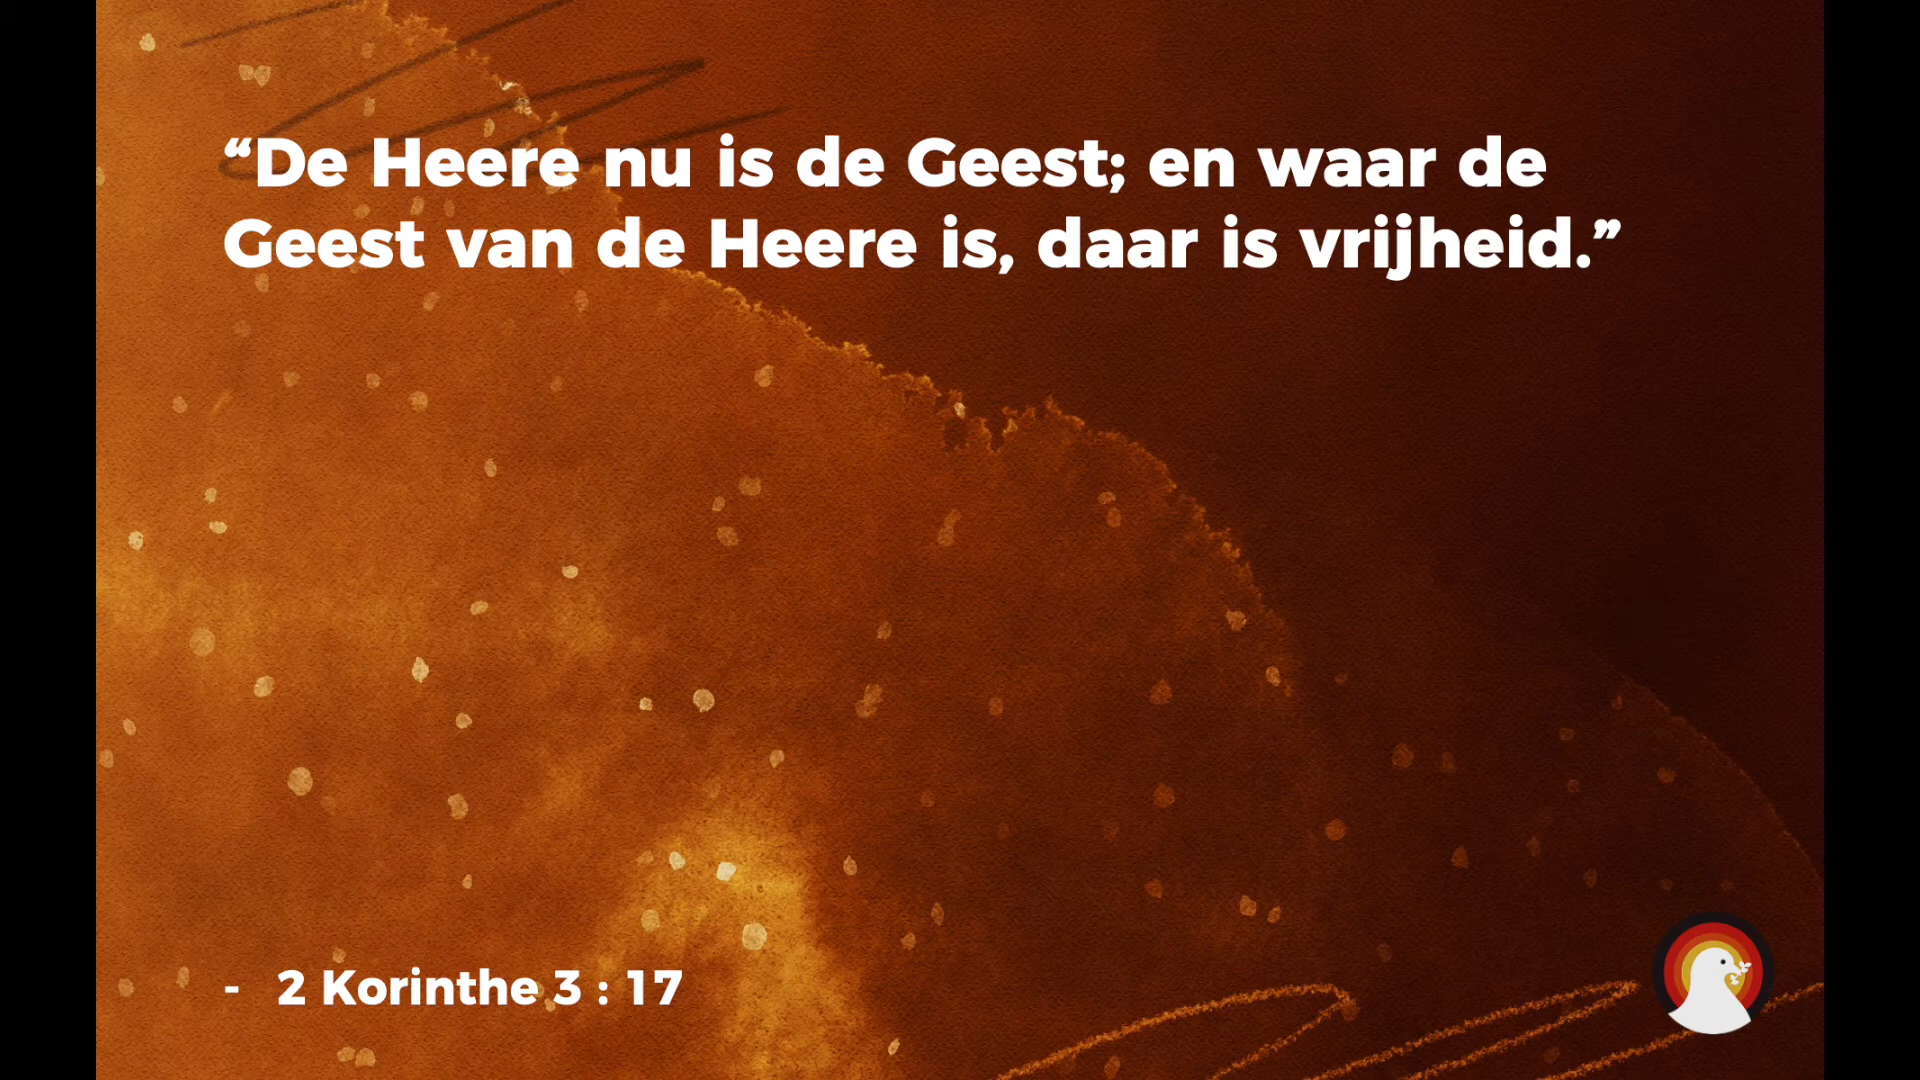 “De Heere nu is de Geest; en waar de
Geest van de Heere is, daar is vrijheid.”
- 2 Korinthe 3 : 17